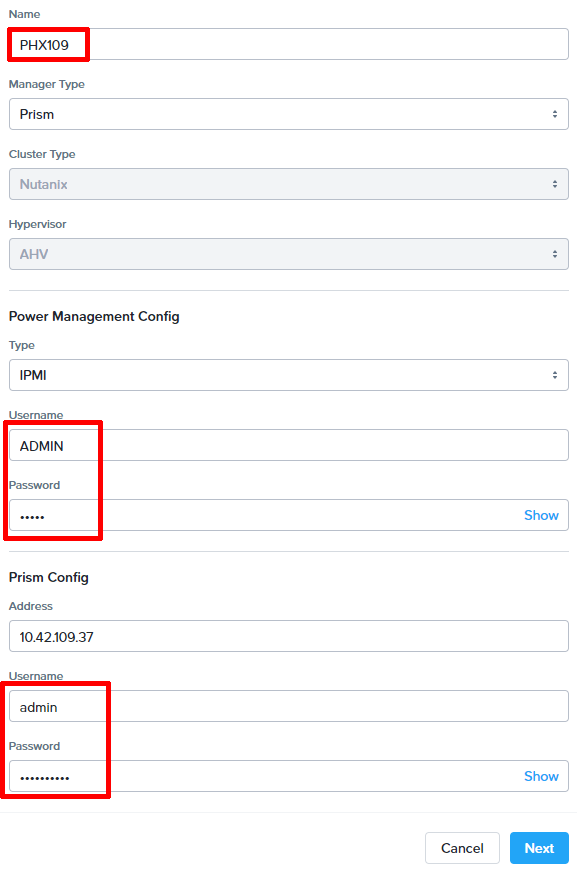 Name
PHX109
Manager Type
Prism
Cluster Type
Nutanix
Hypervisor
AHV
Power Management Config
Type
IPMI
Username
ADMIN
Password
••••• Show
Prism Config
Address
10.42.109.37
Username
admin
Password
•••••••••• Show
Cancel Next